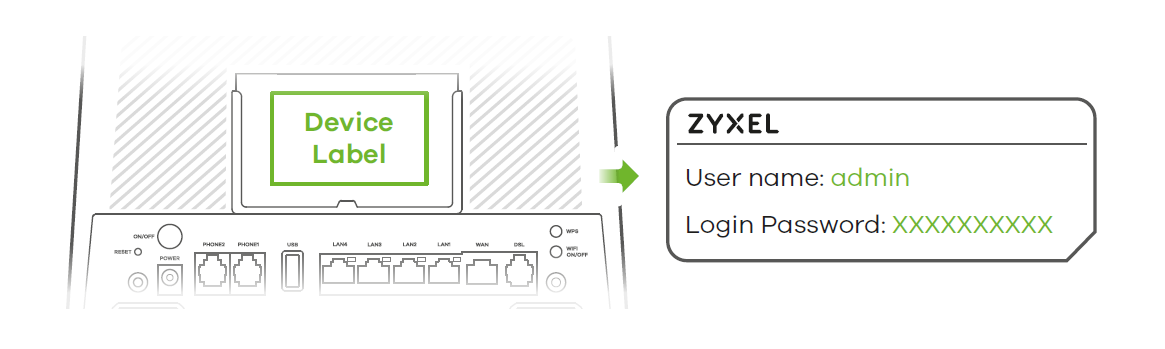 Device
Label
ZYXEL
User name: admin
Login Password: XXXXXXXXXX
ON/OFF
RESET
POWER
PHONE2
PHONE1
USB
LAN4
LAN3
LAN2
LAN1
WAN
DSL
WPS
WIFI
ON/OFF